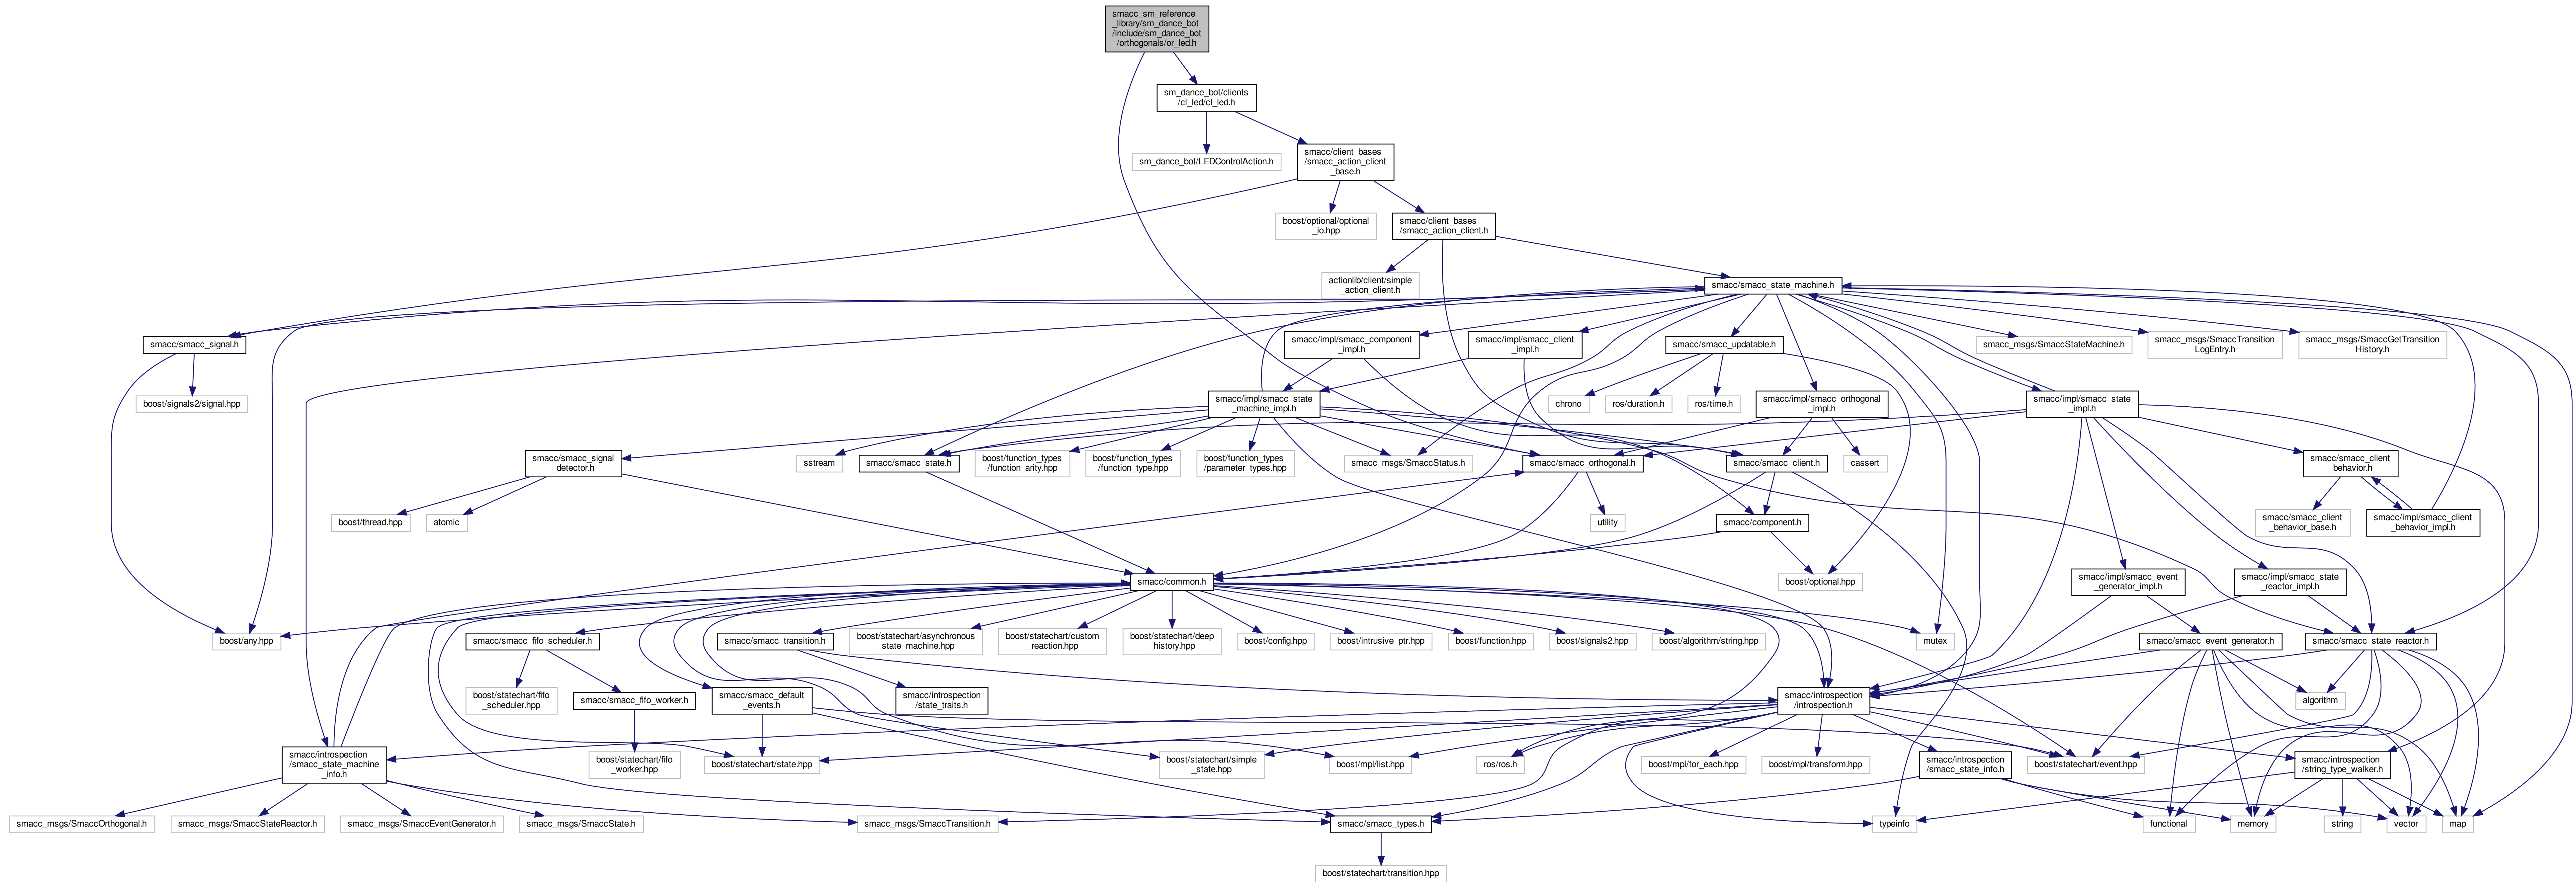 smacc_sm_reference
_library/sm_dance_bot
/include/sm_dance_bot
/orthogonals/or_led.h
sm_dance_bot/clients
/cl_led/cl_led.h
sm_dance_bot/LEDControlAction.h
smacc/client_bases
/smacc_action_client
_base.h
boost/optional/optional
_io.hpp
smacc/client_bases
/smacc_action_client.h
actionlib/client/simple
_action_client.h
smacc/smacc_state_machine.h
smacc/smacc_signal.h
smacc/impl/smacc_component
_impl.h
smacc/impl/smacc_client
_impl.h
smacc/smacc_updatable.h
smacc_msgs/SmaccStateMachine.h
smacc_msgs/SmaccTransition
LogEntry.h
smacc_msgs/SmaccGetTransition
History.h
boost/signals2/signal.hpp
smacc/impl/smacc_state
_machine_impl.h
chrono
ros/duration.h
ros/time.h
smacc/impl/smacc_orthogonal
_impl.h
smacc/impl/smacc_state
_impl.h
smacc/smacc_signal
_detector.h
sstream
smacc/smacc_state.h
boost/function_types
/function_arity.hpp
boost/function_types
/function_type.hpp
boost/function_types
/parameter_types.hpp
smacc_msgs/SmaccStatus.h
smacc/smacc_orthogonal.h
smacc/smacc_client.h
cassert
smacc/smacc_client
_behavior.h
boost/thread.hpp
atomic
utility
smacc/component.h
smacc/smacc_client
_behavior_base.h
smacc/impl/smacc_client
_behavior_impl.h
smacc/common.h
boost/optional.hpp
smacc/impl/smacc_event
_generator_impl.h
smacc/impl/smacc_state
_reactor_impl.h
boost/any.hpp
smacc/smacc_fifo_scheduler.h
smacc/smacc_transition.h
boost/statechart/asynchronous
_state_machine.hpp
boost/statechart/custom
_reaction.hpp
boost/statechart/deep
_history.hpp
boost/config.hpp
boost/intrusive_ptr.hpp
boost/function.hpp
boost/signals2.hpp
boost/algorithm/string.hpp
mutex
smacc/smacc_event_generator.h
smacc/smacc_state_reactor.h
boost/statechart/fifo
_scheduler.hpp
smacc/smacc_fifo_worker.h
smacc/smacc_default
_events.h
smacc/introspection
/state_traits.h
smacc/introspection
/introspection.h
algorithm
smacc/introspection
/smacc_state_machine
_info.h
boost/statechart/fifo
_worker.hpp
boost/statechart/state.hpp
boost/statechart/simple
_state.hpp
boost/mpl/list.hpp
ros/ros.h
boost/mpl/for_each.hpp
boost/mpl/transform.hpp
smacc/introspection
/smacc_state_info.h
boost/statechart/event.hpp
smacc/introspection
/string_type_walker.h
smacc_msgs/SmaccOrthogonal.h
smacc_msgs/SmaccStateReactor.h
smacc_msgs/SmaccEventGenerator.h
smacc_msgs/SmaccState.h
smacc_msgs/SmaccTransition.h
smacc/smacc_types.h
typeinfo
functional
memory
string
vector
map
boost/statechart/transition.hpp